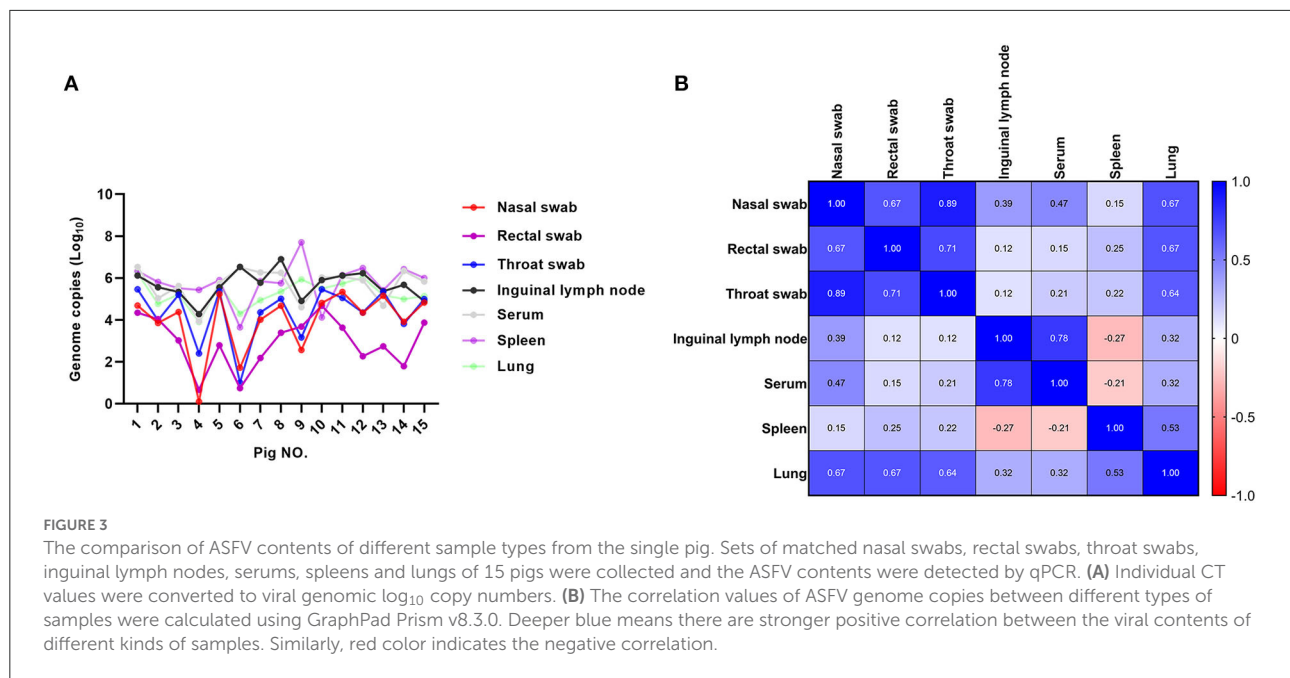 A
Genome copies (Log10)
10
8
6
4
2
0
1 2 3 4 5 6 7 8 9 10 11 12 13 14 15
Pig NO.
Nasal swab
Rectal swab
Throat swab
Inguinal lymph node
Serum
Spleen
Lung
B
Nasal swab Rectal swab Throat swab Inguinal lymph node Serum Spleen Lung
Nasal swab 1.00 0.67 0.89 0.39 0.47 0.15 0.67
Rectal swab 0.67 1.00 0.71 0.12 0.15 0.25 0.67
Throat swab 0.89 0.71 1.00 0.12 0.21 0.22 0.64
Inguinal lymph node 0.39 0.12 0.12 1.00 0.78 -0.27 0.32
Serum 0.47 0.15 0.21 0.78 1.00 -0.21 0.32
Spleen 0.15 0.25 0.22 -0.27 -0.21 1.00 0.53
Lung 0.67 0.67 0.64 0.32 0.32 0.53 1.00
1.0
0.5
0
-0.5
-1.0
FIGURE 3
The comparison of ASFV contents of different sample types from the single pig. Sets of matched nasal swabs, rectal swabs, throat swabs,
inguinal lymph nodes, serums, spleens and lungs of 15 pigs were collected and the ASFV contents were detected by qPCR. (A) Individual CT
values were converted to viral genomic log10 copy numbers. (B) The correlation values of ASFV genome copies between different types of
samples were calculated using GraphPad Prism v8.3.0. Deeper blue means there are stronger positive correlation between the viral contents of
different kinds of samples. Similarly, red color indicates the negative correlation.